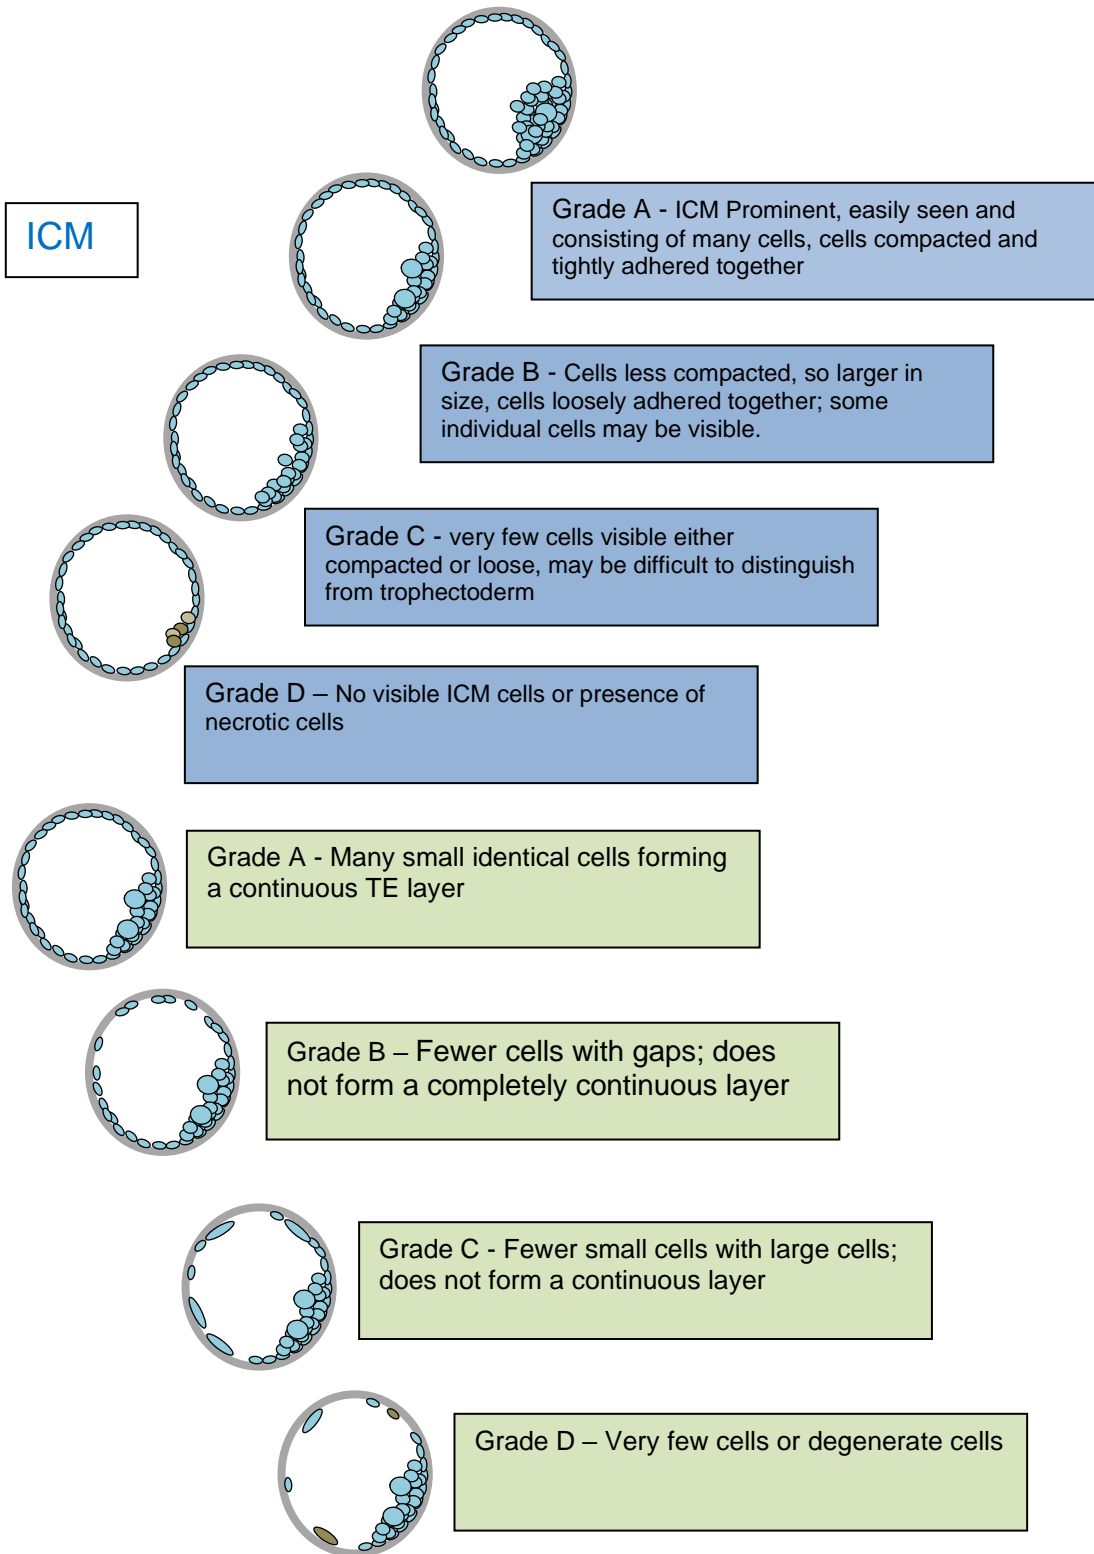 ICM
Grade A - ICM Prominent, easily seen and
consisting of many cells, cells compacted and
tightly adhered together
Grade B - Cells less compacted, so larger in
size, cells loosely adhered together; some
individual cells may be visible.
Grade C - very few cells visible either
compacted or loose, may be difficult to distinguish
from trophectoderm
Grade D – No visible ICM cells or presence of
necrotic cells
Grade A - Many small identical cells forming
a continuous TE layer
Grade B – Fewer cells with gaps; does
not form a completely continuous layer
Grade C - Fewer small cells with large cells;
does not form a continuous layer
Grade D – Very few cells or degenerate cells